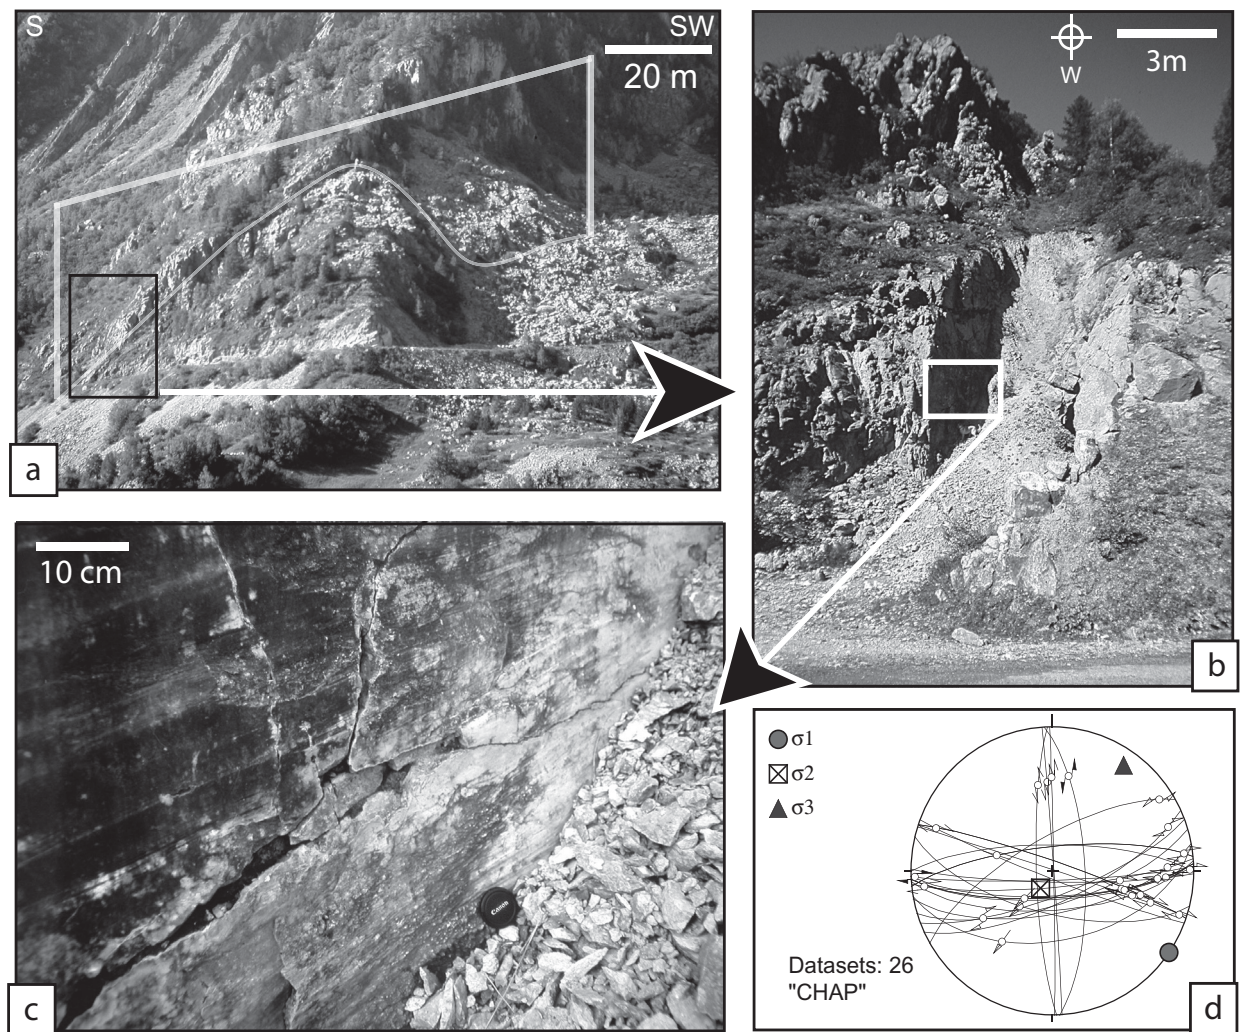 S
SW
20 m
a
W
3m
b
10 cm
CANON
c
σ1
σ2
σ3
Datasets: 26
"CHAP"
d